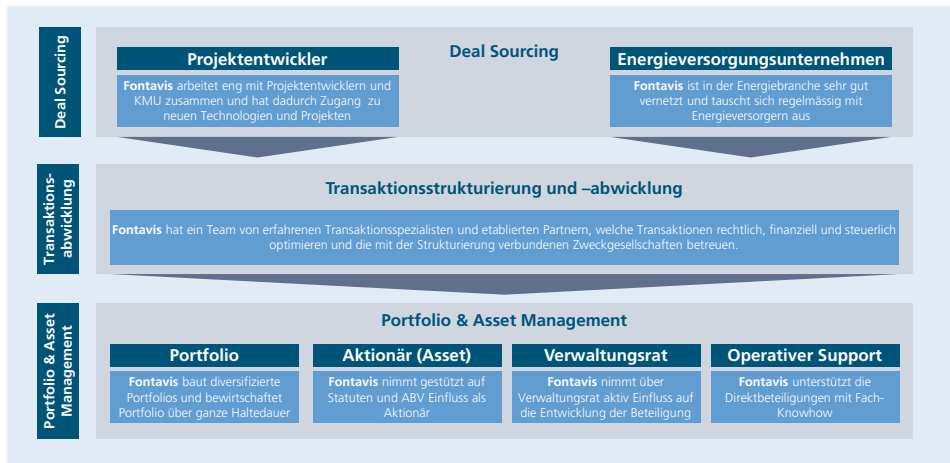 Deal Sourcing
Deal Sourcing
Projektentwickler
Fontavis arbeitet eng mit Projektentwicklern und
KMU zusammen und hat dadurch Zugang zu
neuen Technologien und Projekten
Energieversorgungsunternehmen
Fontavis ist in der Energiebranche sehr gut
vernetzt und tauscht sich regelmässig mit
Energieversorgern aus
Transaktions-
abwicklung
Transaktionsstrukturierung und –abwicklung
Fontavis hat ein Team von erfahrenen Transaktionsspezialisten und etablierten Partnern, welche Transaktionen rechtlich, finanziell und steuerlich
optimieren und die mit der Strukturierung verbundenen Zweckgesellschaften betreuen.
Portfolio & Asset
Management
Portfolio & Asset Management
Portfolio
Fontavis baut diversifizierte
Portfolios und bewirtschaftet
Portfolio über ganze Haltedauer
Aktionär (Asset)
Fontavis nimmt gestützt auf
Statuten und ABV Einfluss als
Aktionär
Verwaltungsrat
Fontavis nimmt über
Verwaltungsrat aktiv Einfluss auf
die Entwicklung der Beteiligung
Operativer Support
Fontavis unterstützt die
Direktbeteiligungen mit Fach-
Knowhow